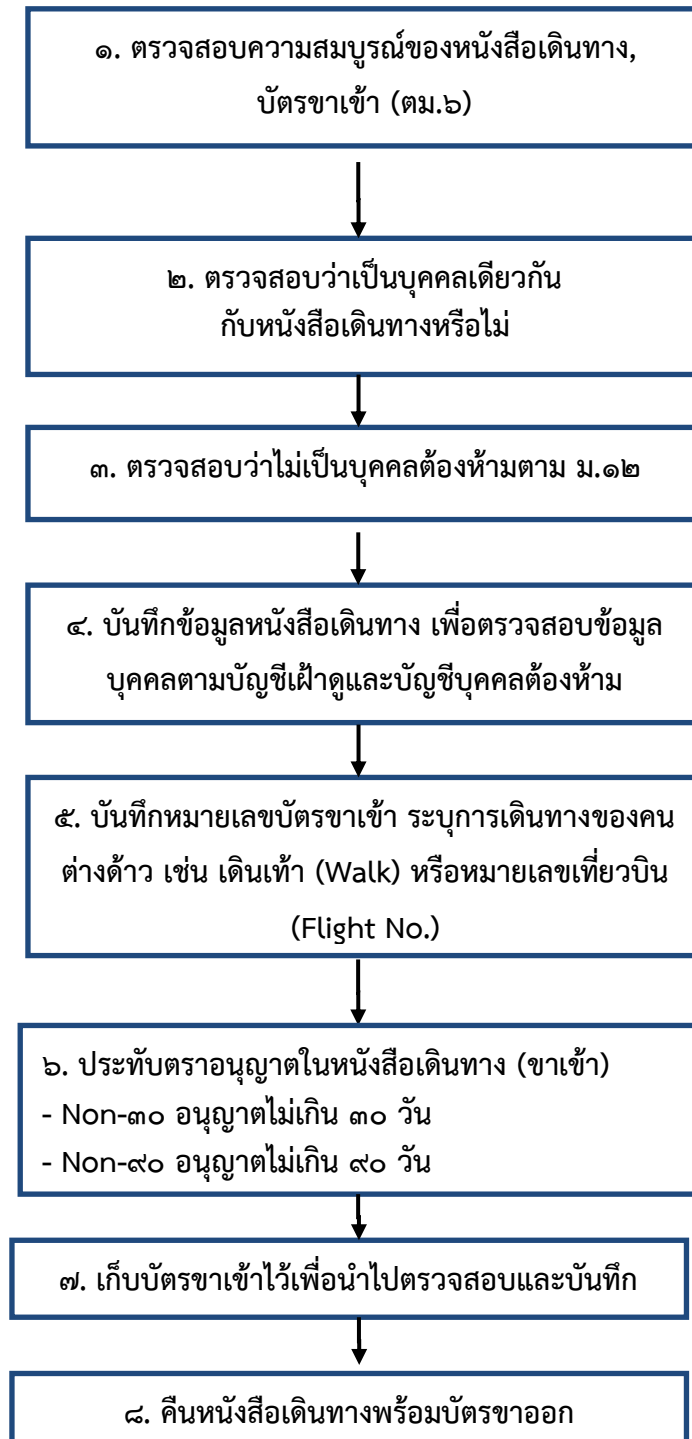 ๑. ตรวจสอบความสมบูรณ์ของหนังสือเดินทาง,
บัตรขาเข้า (ตม.๖)
๒. ตรวจสอบว่าเป็นบุคคลเดียวกัน
กับหนังสือเดินทางหรือไม่
๓. ตรวจสอบว่าไม่เป็นบุคคลต้องห้ามตาม ม.๑๒
๔. บันทึกข้อมูลหนังสือเดินทาง เพื่อตรวจสอบข้อมูล
บุคคลตามบัญชีเฝ้าดูและบัญชีบุคคลต้องห้าม
๕. บันทึกหมายเลขบัตรขาเข้า ระบุการเดินทางของคน
ต่างด้าว เช่น เดินเท้า (Walk) หรือหมายเลขเที่ยวบิน
(Flight No.)
๖. ประทับตราอนุญาตในหนังสือเดินทาง (ขาเข้า)
- Non-๓๐ อนุญาตไม่เกิน ๓๐ วัน
- Non-๙๐ อนุญาตไม่เกิน ๙๐ วัน
๗. เก็บบัตรขาเข้าไว้เพื่อนำไปตรวจสอบและบันทึก
๘. คืนหนังสือเดินทางพร้อมบัตรขาออก